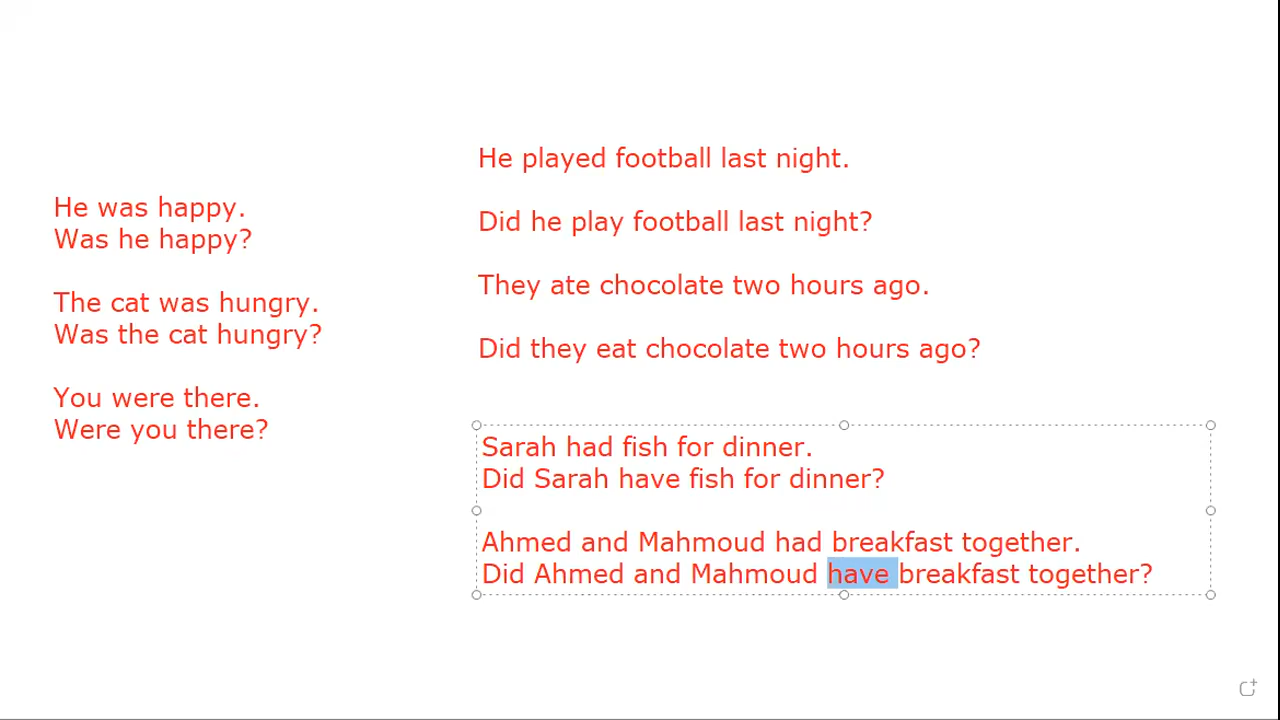 He was happy.
Was he happy?
The cat was hungry.
Was the cat hungry?
You were there.
Were you there?
He played football last night.
Did he play football last night?
They ate chocolate two hours ago.
Did they eat chocolate two hours ago?
Sarah had fish for dinner.
Did Sarah have fish for dinner?
Ahmed and Mahmoud had breakfast together.
Did Ahmed and Mahmoud have breakfast together?